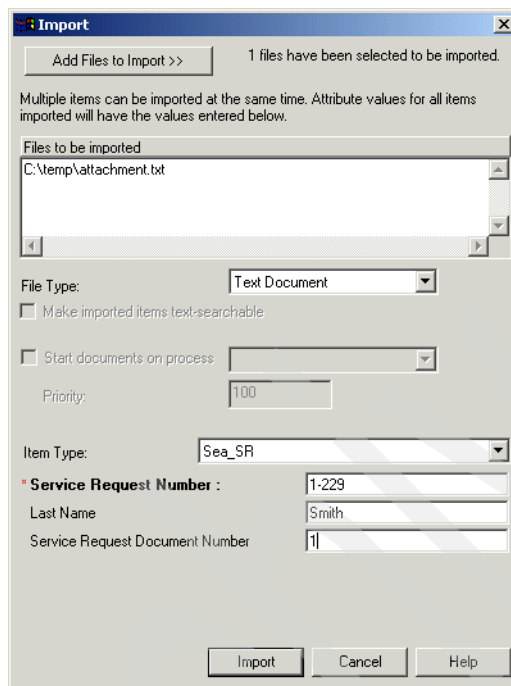 Import
Add Files to Import >>
1 files have been selected to be imported.
Multiple items can be imported at the same time. Attribute values for all items
imported will have the values entered below.
Files to be imported
C:\temp\attachment.txt
File Type:
Text Document
Make imported items text-searchable
Start documents on process
Priority:
100
Item Type:
Sea_SR
* Service Request Number :
1-229
Last Name
Smith
Service Request Document Number
1
Import
Cancel
Help